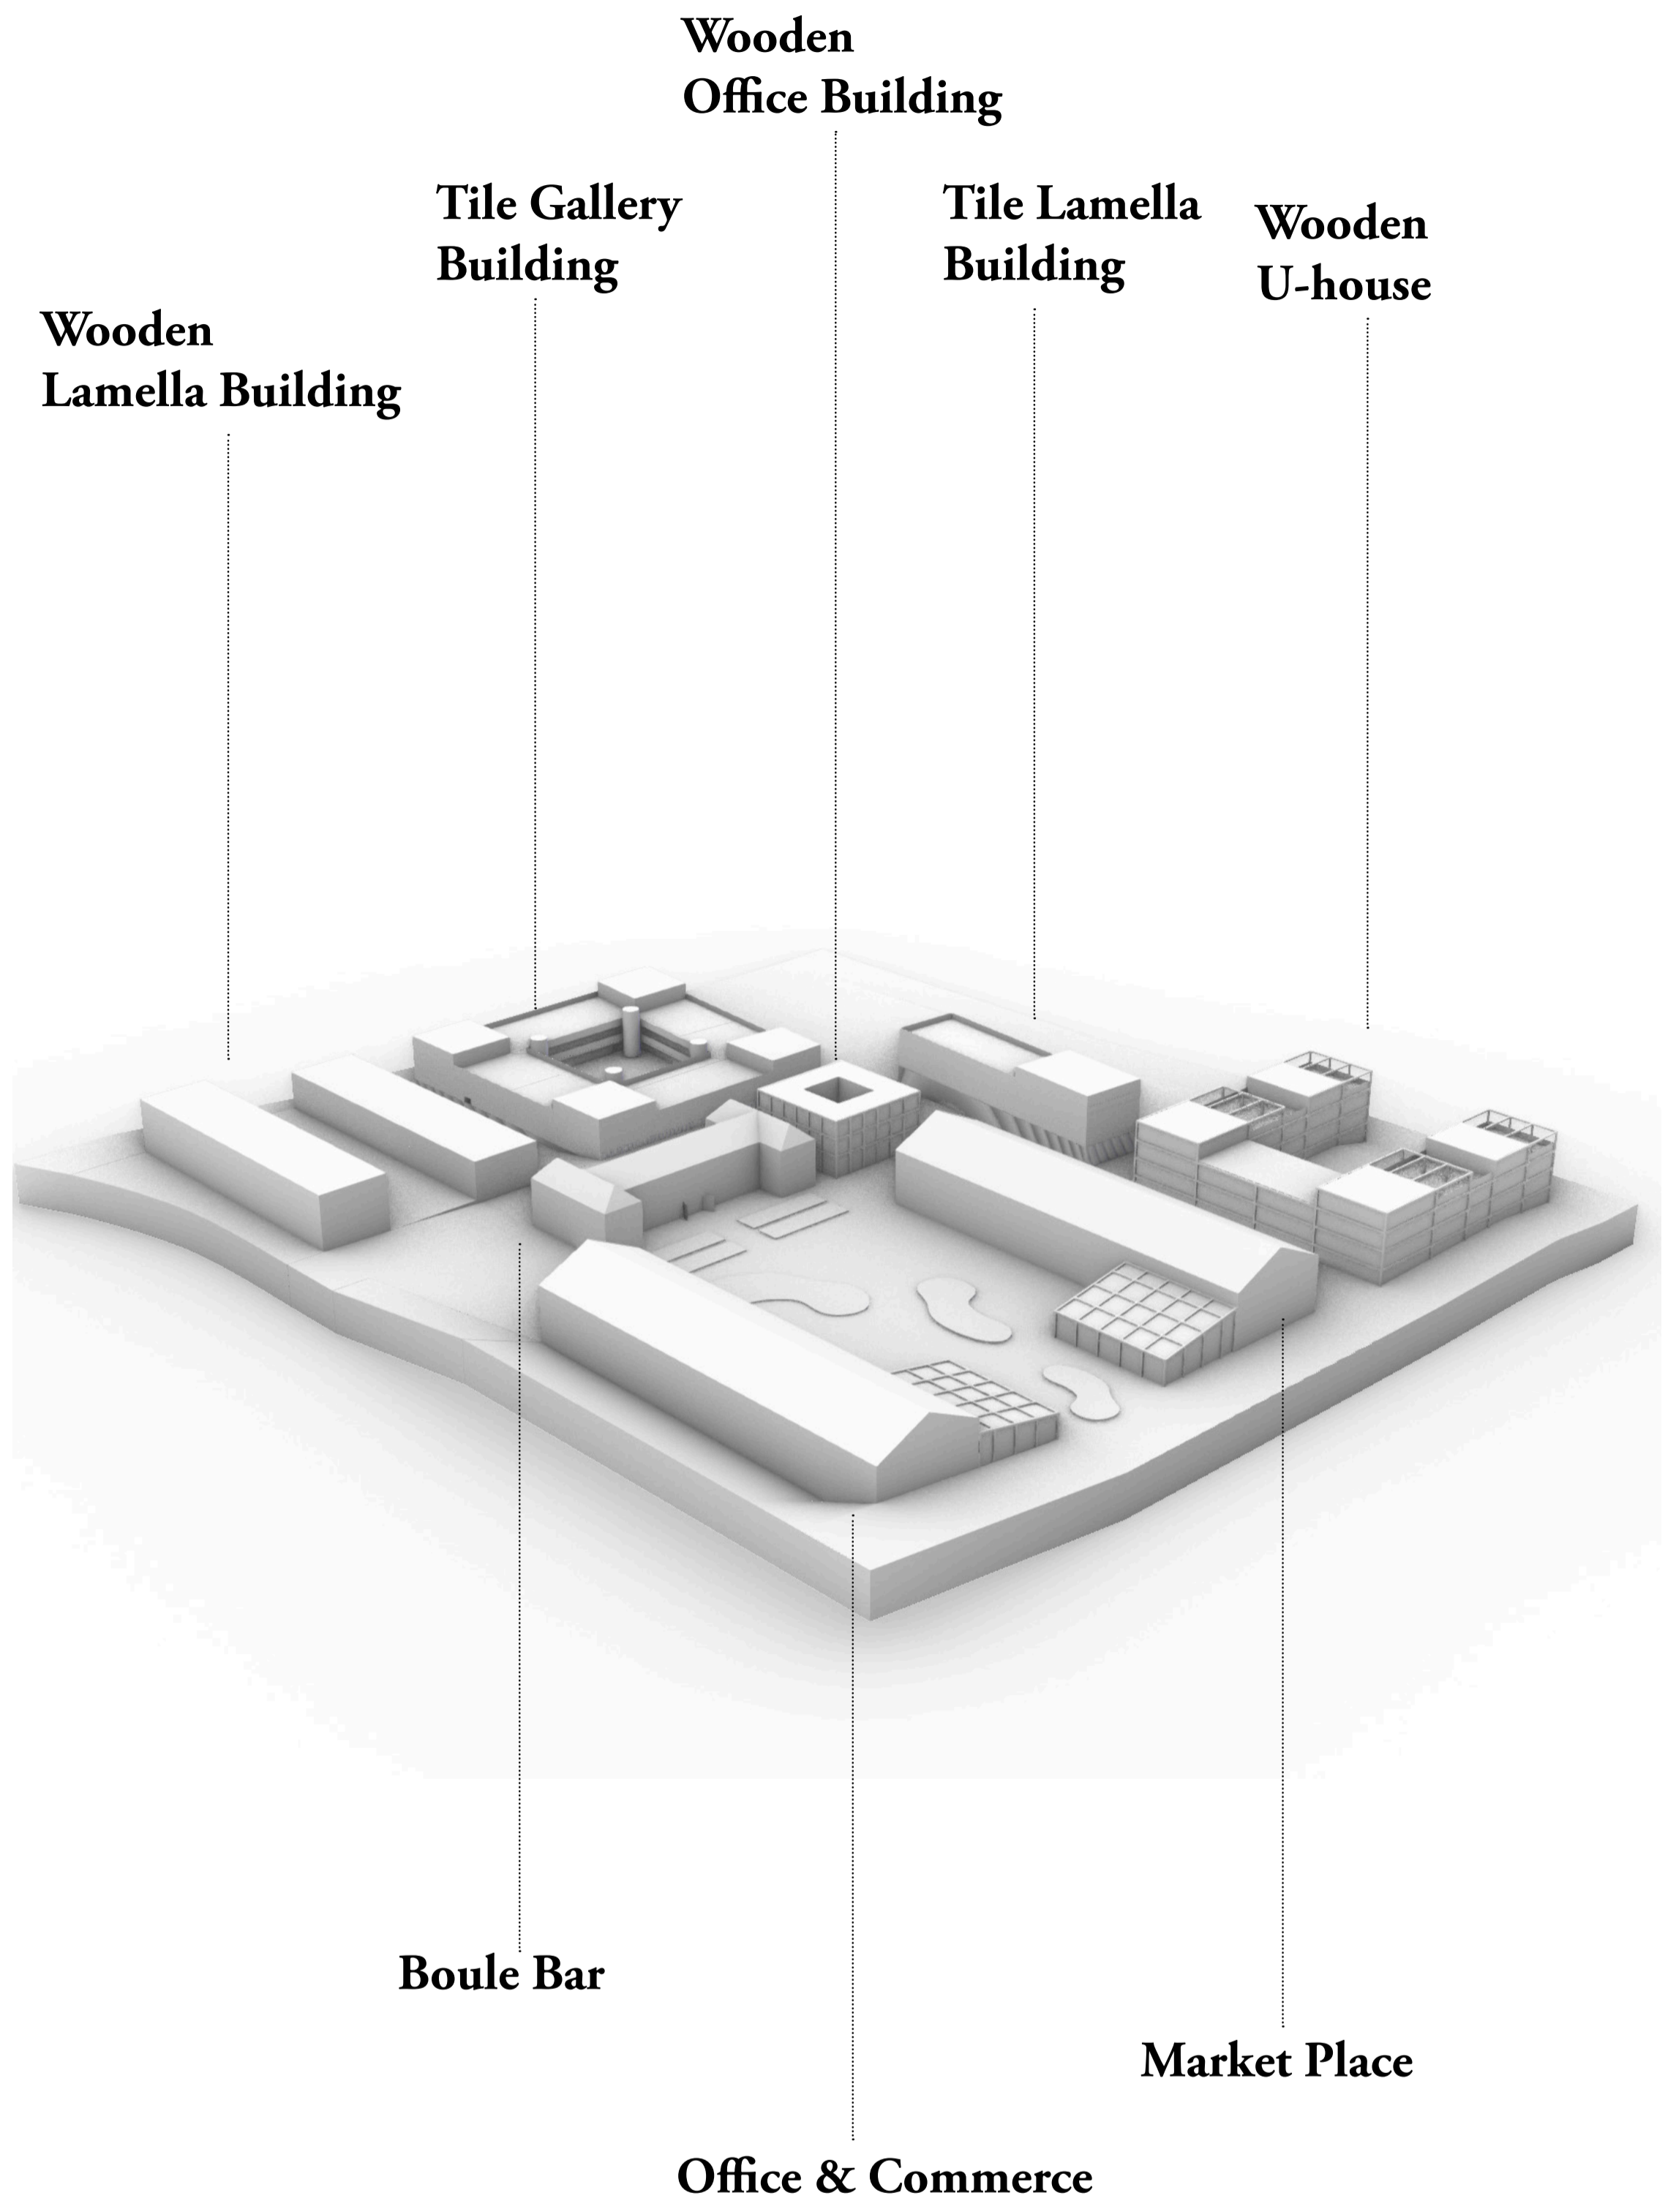 Wooden
Office Building
Tile Gallery
Building
Tile Lamella
Building
Wooden
U-house
Wooden
Lamella Building
Boule Bar
Market Place
Office & Commerce